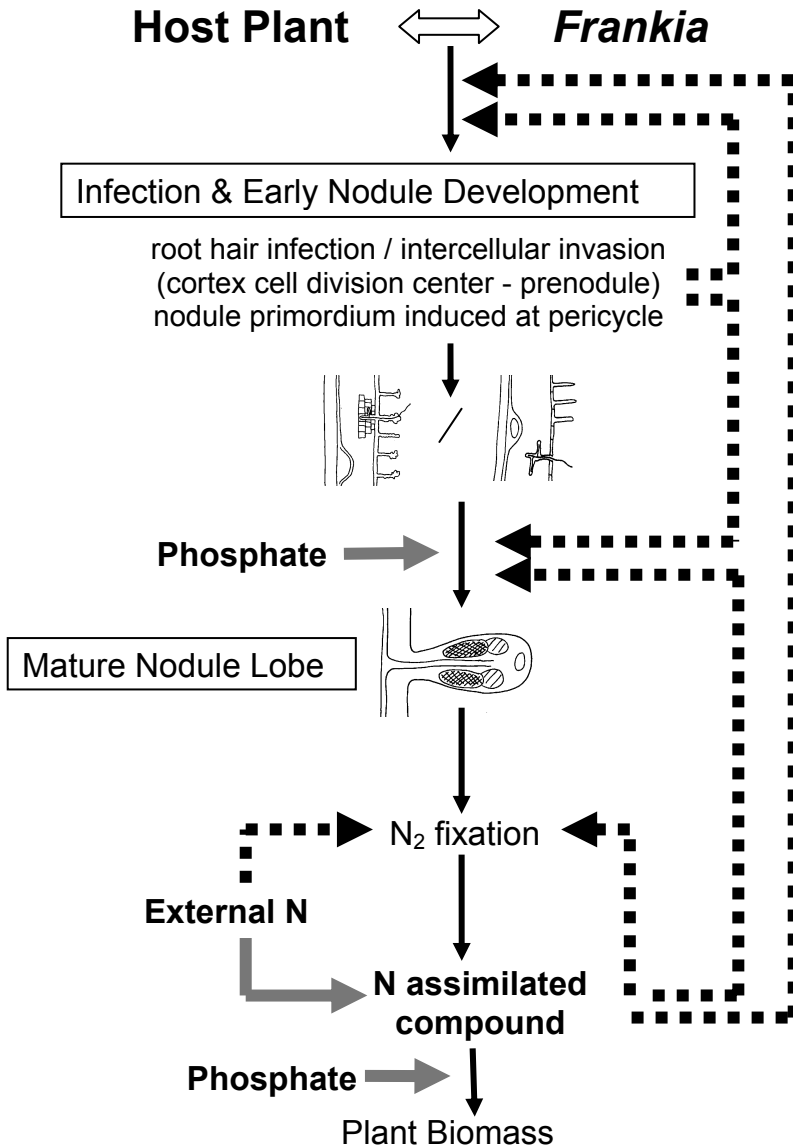 Host Plant
Frankia
Infection & Early Nodule Development
root hair infection / intercellular invasion
(cortex cell division center - prenodule)
nodule primordium induced at pericycle
Phosphate
Mature Nodule Lobe
N₂ fixation
External N
N assimilated
compound
Phosphate
Plant Biomass